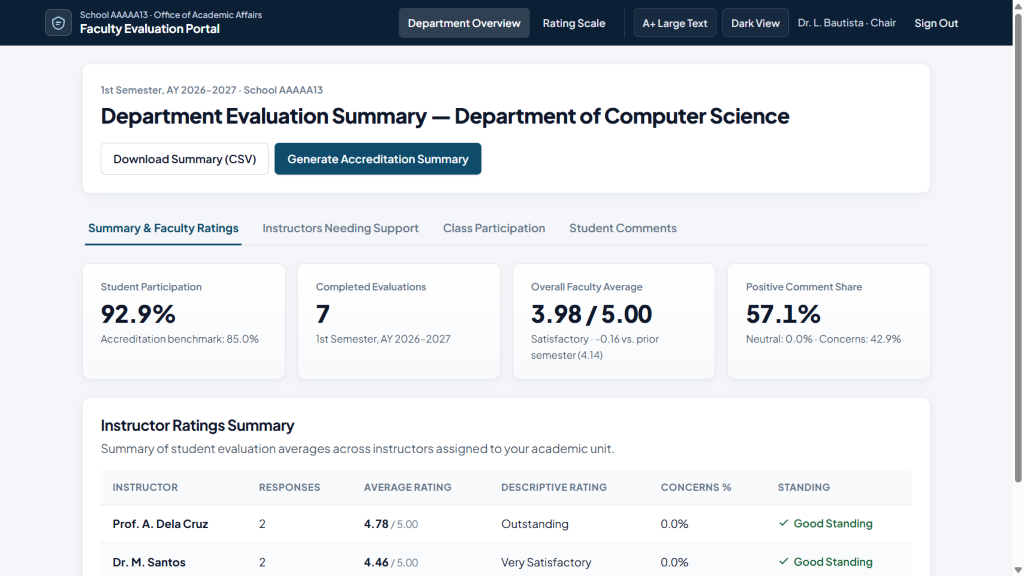 School AAAAA13 · Office of Academic Affairs
Faculty Evaluation Portal
Department Overview
Rating Scale
A+ Large Text
Dark View
Dr. L. Bautista · Chair
Sign Out
1st Semester, AY 2026–2027 · School AAAAA13
Department Evaluation Summary — Department of Computer Science
Download Summary (CSV)
Generate Accreditation Summary
Summary & Faculty Ratings
Instructors Needing Support
Class Participation
Student Comments
Student Participation
92.9%
Accreditation benchmark: 85.0%
Completed Evaluations
7
1st Semester, AY 2026–2027
Overall Faculty Average
3.98 / 5.00
Satisfactory · -0.16 vs. prior
semester (4.14)
Positive Comment Share
57.1%
Neutral: 0.0% · Concerns: 42.9%
Instructor Ratings Summary
Summary of student evaluation averages across instructors assigned to your academic unit.
INSTRUCTOR RESPONSES AVERAGE RATING DESCRIPTIVE RATING CONCERNS % STANDING
Prof. A. Dela Cruz 2 4.78 / 5.00 Outstanding 0.0% ✓ Good Standing
Dr. M. Santos 2 4.46 / 5.00 Very Satisfactory 0.0% ✓ Good Standing